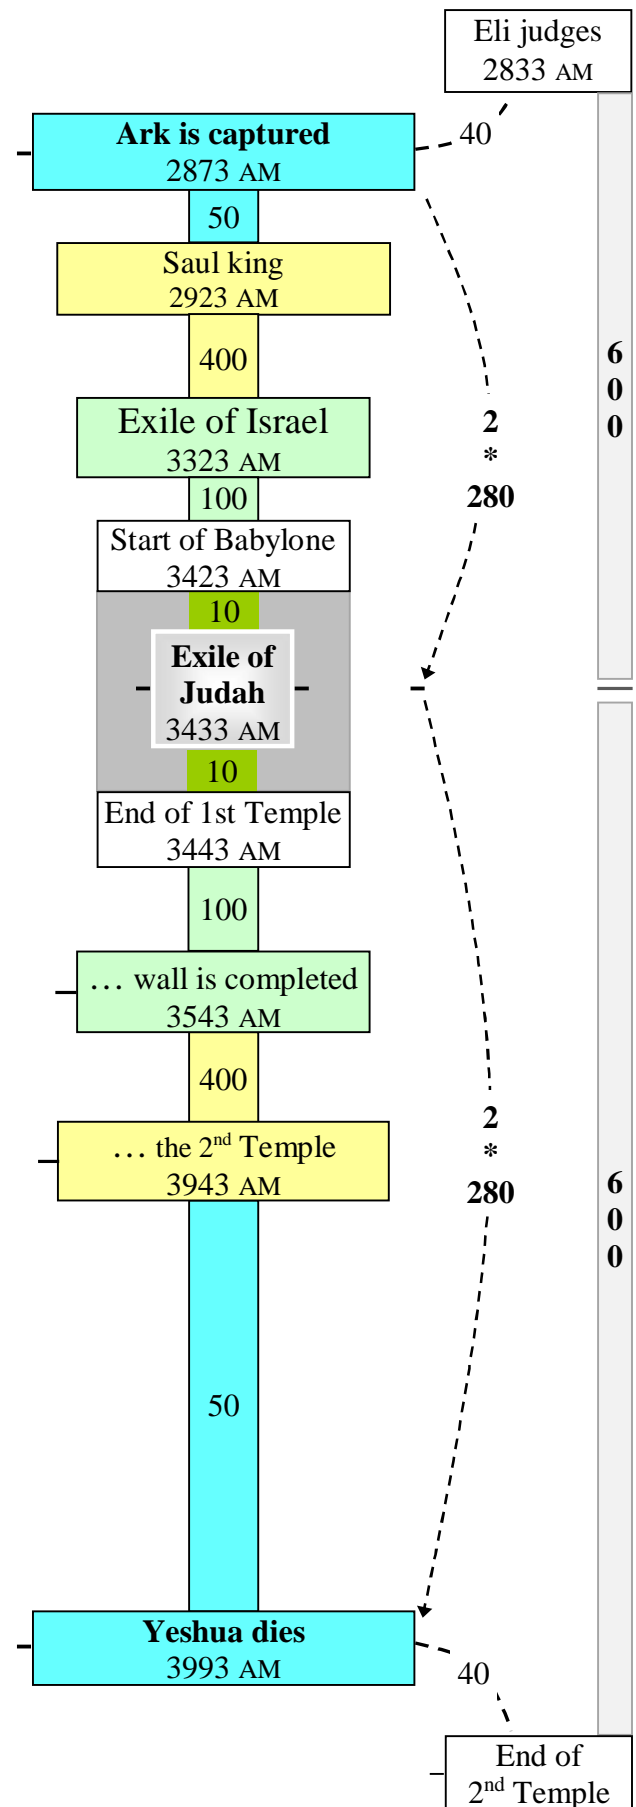 Eli judges
2833 AM
Ark is captured
2873 AM
40
50
Saul king
2923 AM
400
6
0
0
Exile of Israel
3323 AM
2
*
280
100
Start of Babylone
3423 AM
10
Exile of
Judah
3433 AM
10
End of 1st Temple
3443 AM
100
… wall is completed
3543 AM
400
… the 2nd Temple
3943 AM
2
*
280
6
0
0
50
Yeshua dies
3993 AM
40
End of
2nd Temple